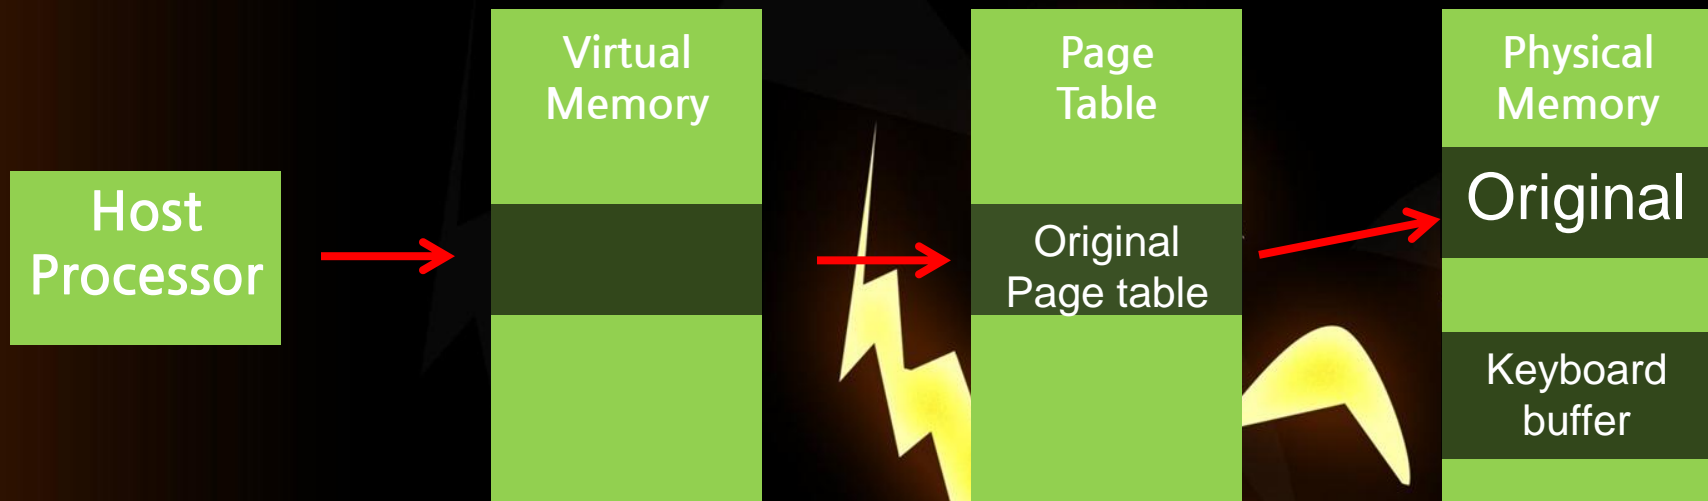 Host
Processor
Virtual
Memory
Page
Table
Original
Page table
Physical
Memory
Original
Keyboard
buffer